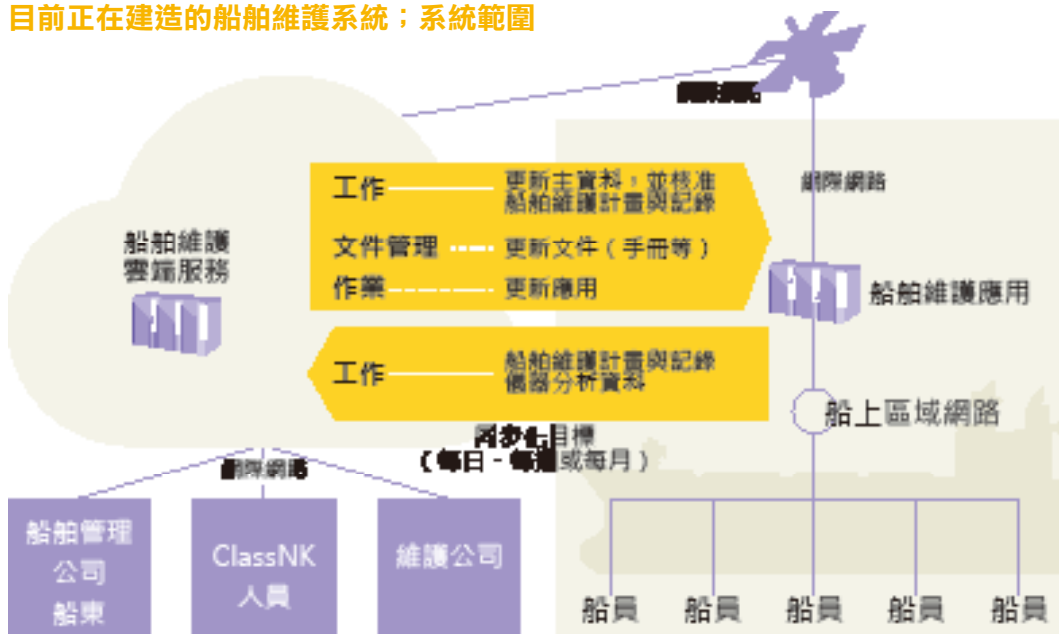 目前正在建造的船舶維護系統；系統範圍
網際網路
工作
更新主資料，並核准
船舶維護計畫與記錄
文件管理
更新文件（手冊等）
作業
更新應用
船舶維護
雲端服務
船舶維護應用
工作
船舶維護計畫與記錄
儀器分析資料
船上區域網路
目標
（每日－每週或每月）
網際網路
船舶管理
公司
船東
ClassNK
人員
維護公司
船員
船員
船員
船員
船員